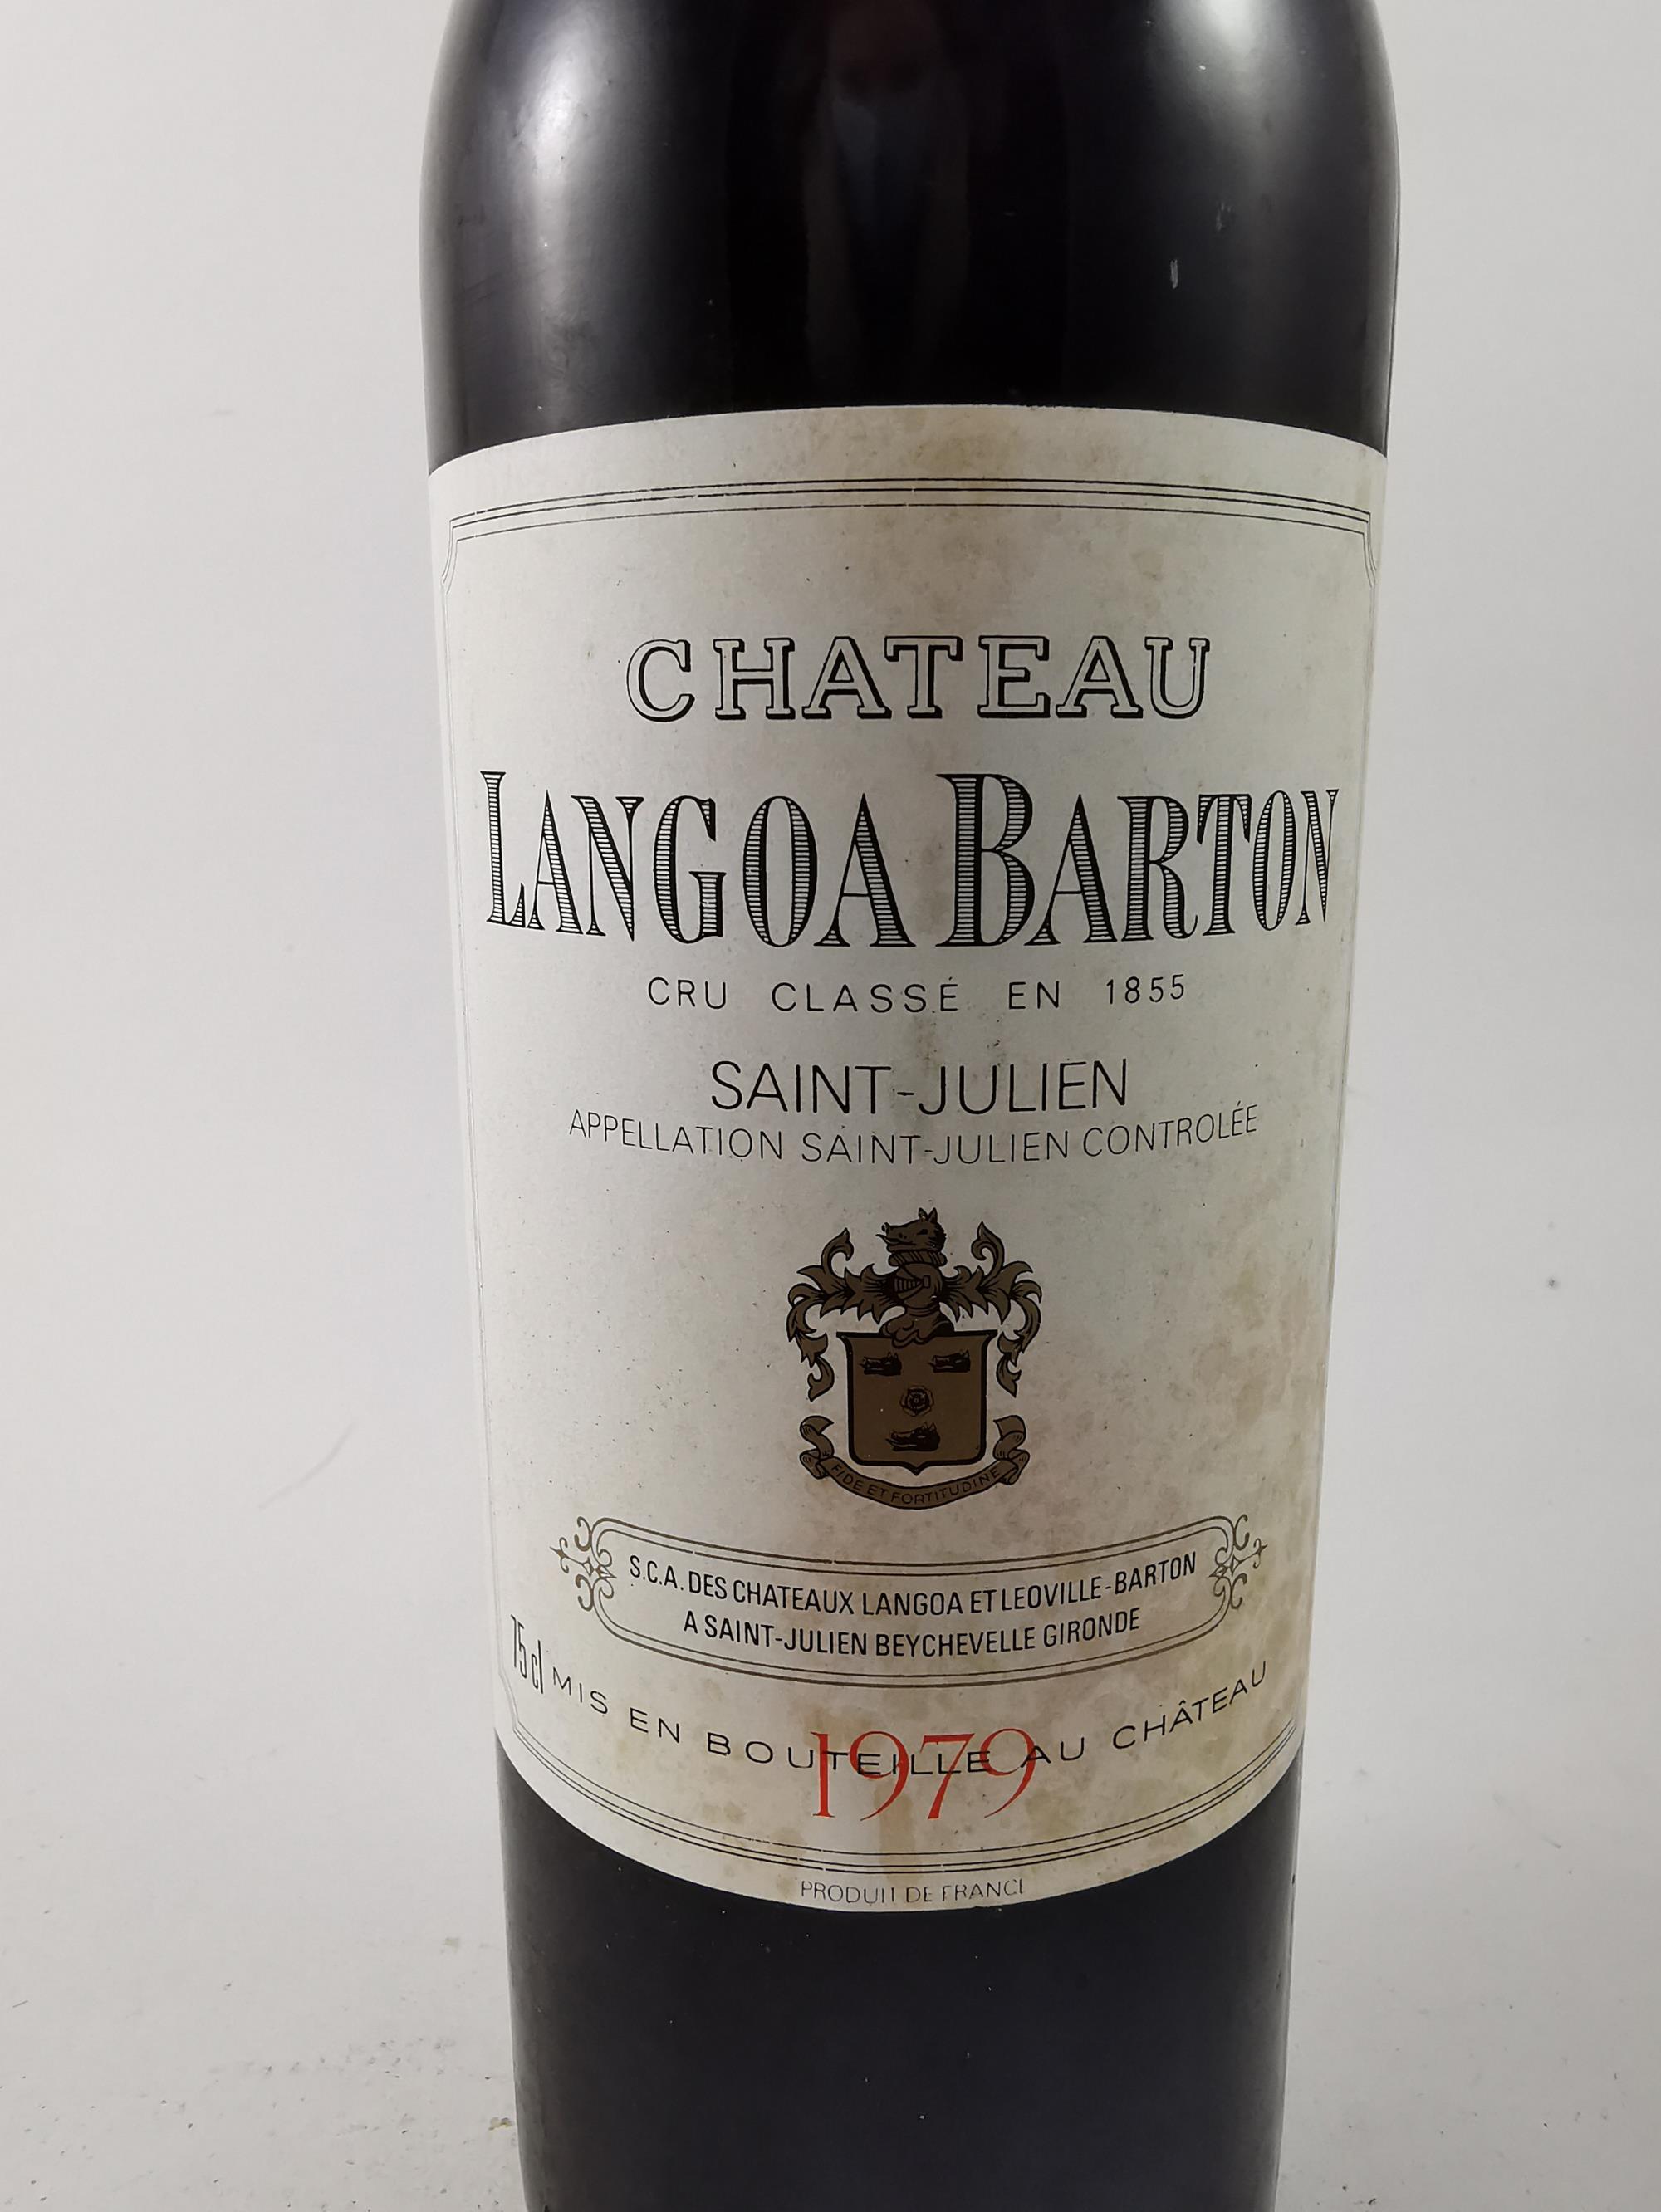 CHATEAU
LANGOA BARTON
CRU CLASSÉ EN 1855
SAINT-JULIEN
APPELLATION SAINT-JULIEN CONTROLÉE
FIDE ET FORTITUDINE
S.C.A. DES CHATEAUX LANGOA ET LEOVILLE-BARTON
A SAINT-JULIEN BEYCHEVELLE GIRONDE
75 cl MIS EN BOUTEILLE AU CHÂTEAU
1979
PRODUIT DE FRANCE